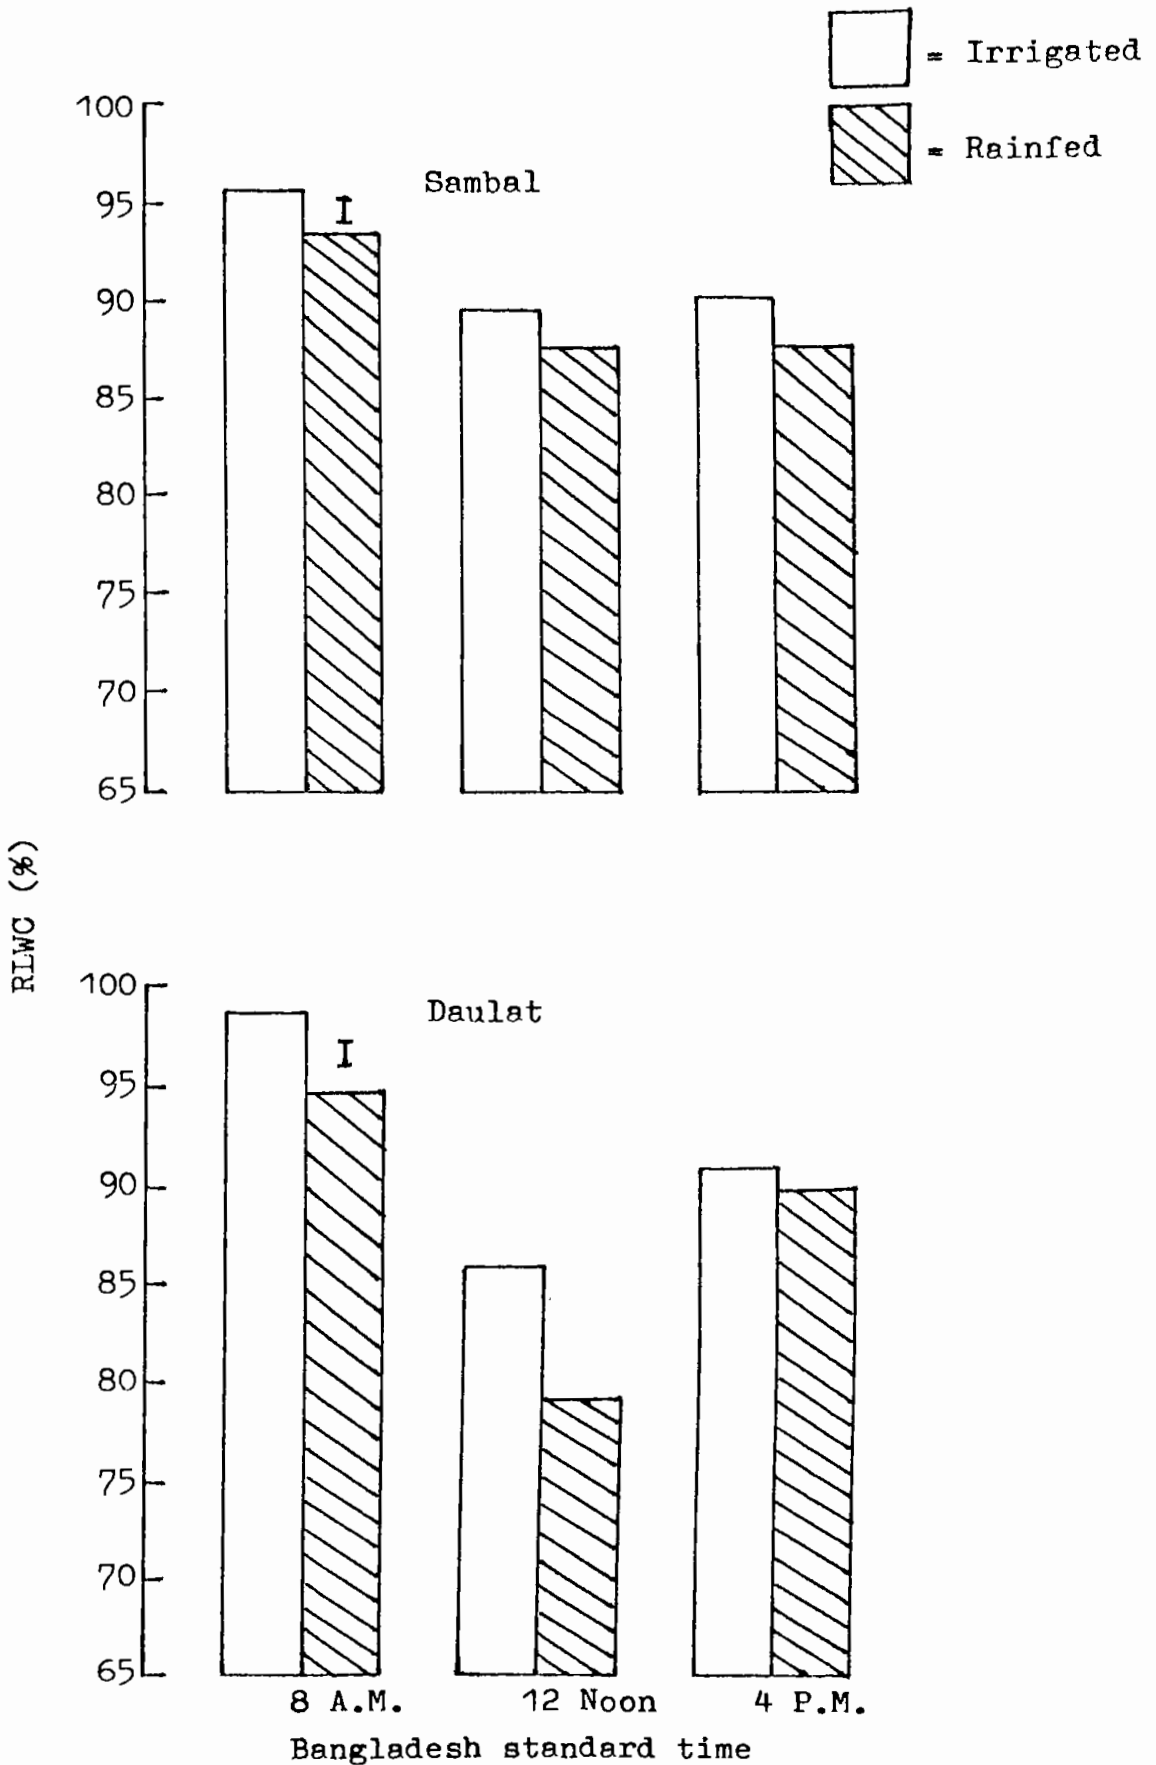 = Irrigated
= Rainfed
Sambal
100
95
90
85
80
75
70
65
RLWC (%)
Daulat
100
95
90
85
80
75
70
65
8 A.M. 12 Noon 4 P.M.
Bangladesh standard time